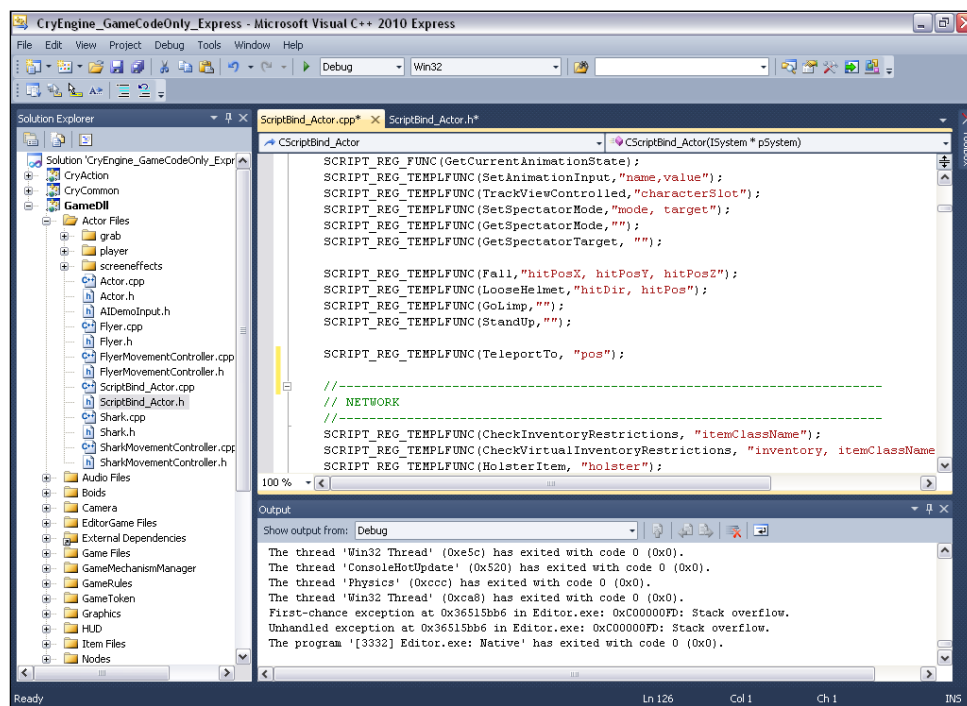 CryEngine_GameCodeOnly_Express - Microsoft Visual C++ 2010 Express
File Edit View Project Debug Tools Window Help
Debug Win32
Solution Explorer
Solution 'CryEngine_GameCodeOnly_Expr
CryAction
CryCommon
GameDll
Actor Files
grab
player
screeneffects
Actor.cpp
Actor.h
AIDemoInput.h
Flyer.cpp
Flyer.h
FlyerMovementController.cpp
FlyerMovementController.h
ScriptBind_Actor.cpp
ScriptBind_Actor.h
Shark.cpp
Shark.h
SharkMovementController.cpp
SharkMovementController.h
Audio Files
Boids
Camera
EditorGame Files
External Dependencies
Game Files
GameMechanismManager
GameRules
GameToken
Graphics
HUD
Item Files
Nodes
ScriptBind_Actor.cpp* ScriptBind_Actor.h*
CScriptBind_Actor CScriptBind_Actor(ISystem * pSystem)
SCRIPT_REG_FUNC(GetCurrentAnimationState);
SCRIPT_REG_TEMPLFUNC(SetAnimationInput,"name,value");
SCRIPT_REG_TEMPLFUNC(TrackViewControlled,"characterSlot");
SCRIPT_REG_TEMPLFUNC(SetSpectatorMode,"mode, target");
SCRIPT_REG_TEMPLFUNC(GetSpectatorMode,"");
SCRIPT_REG_TEMPLFUNC(GetSpectatorTarget, "");
SCRIPT_REG_TEMPLFUNC(Fall,"hitPosX, hitPosY, hitPosZ");
SCRIPT_REG_TEMPLFUNC(LooseHelmet,"hitDir, hitPos");
SCRIPT_REG_TEMPLFUNC(GoLimp,"");
SCRIPT_REG_TEMPLFUNC(StandUp,"");
SCRIPT_REG_TEMPLFUNC(TeleportTo, "pos");
//------------------------------------------------------------------------
// NETWORK
//------------------------------------------------------------------------
SCRIPT_REG_TEMPLFUNC(CheckInventoryRestrictions, "itemClassName");
SCRIPT_REG_TEMPLFUNC(CheckVirtualInventoryRestrictions, "inventory, itemClassName
SCRIPT_REG_TEMPLFUNC(HolsterItem, "holster");
100 %
Toolbox
Output
Show output from: Debug
The thread 'Win32 Thread' (0xe5c) has exited with code 0 (0x0).
The thread 'ConsoleHotUpdate' (0x520) has exited with code 0 (0x0).
The thread 'Physics' (0xccc) has exited with code 0 (0x0).
The thread 'Win32 Thread' (0xca8) has exited with code 0 (0x0).
First-chance exception at 0x36515bb6 in Editor.exe: 0xC00000FD: Stack overflow.
Unhandled exception at 0x36515bb6 in Editor.exe: 0xC00000FD: Stack overflow.
The program '[3332] Editor.exe: Native' has exited with code 0 (0x0).
Ready Ln 126 Col 1 Ch 1 INS